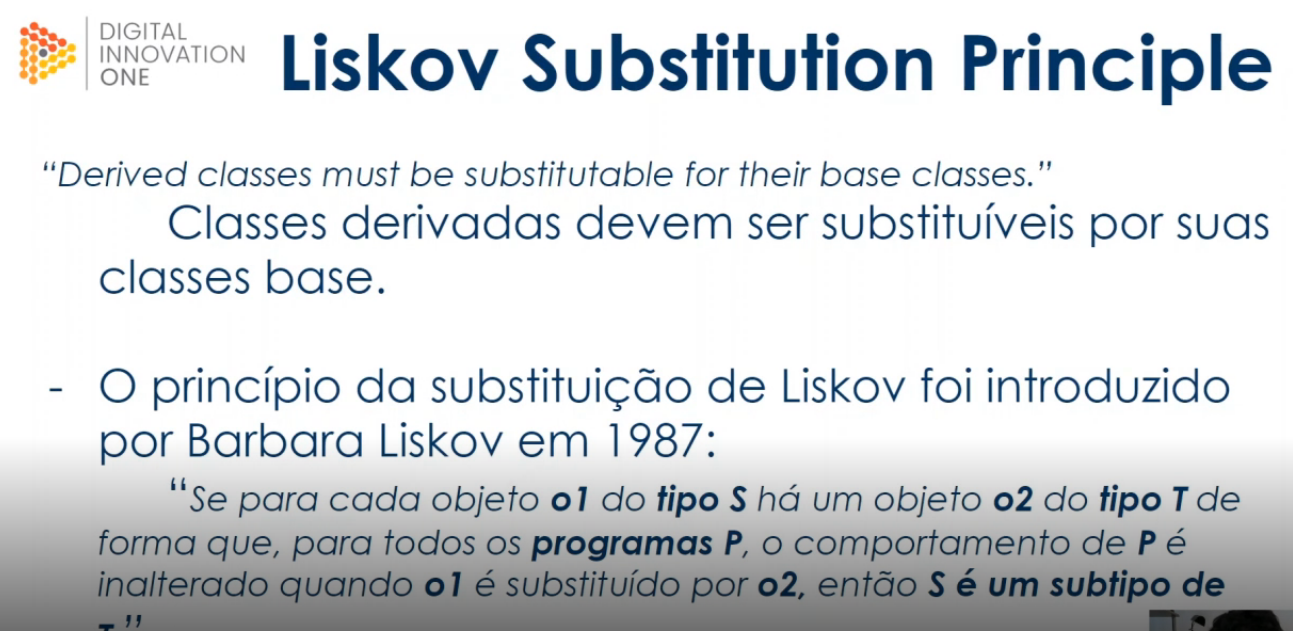 DIGITAL
INNOVATION
ONE
Liskov Substitution Principle
“Derived classes must be substitutable for their base classes.”
Classes derivadas devem ser substituíveis por suas
classes base.
- O princípio da substituição de Liskov foi introduzido
por Barbara Liskov em 1987:
“Se para cada objeto o1 do tipo S há um objeto o2 do tipo T de
forma que, para todos os programas P, o comportamento de P é
inalterado quando o1 é substituído por o2, então S é um subtipo de
T.”